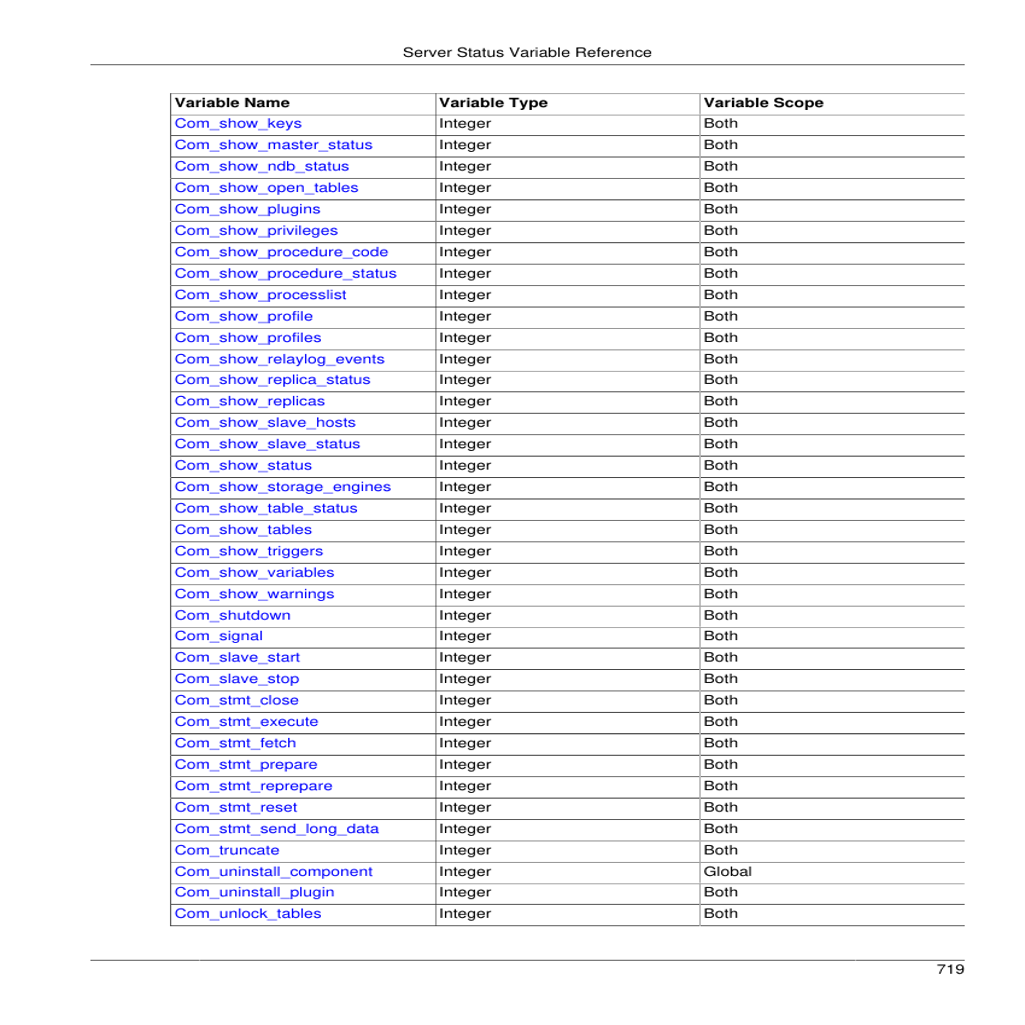 Server Status Variable Reference
Variable Name Variable Type Variable Scope
Com_show_keys Integer Both
Com_show_master_status Integer Both
Com_show_ndb_status Integer Both
Com_show_open_tables Integer Both
Com_show_plugins Integer Both
Com_show_privileges Integer Both
Com_show_procedure_code Integer Both
Com_show_procedure_status Integer Both
Com_show_processlist Integer Both
Com_show_profile Integer Both
Com_show_profiles Integer Both
Com_show_relaylog_events Integer Both
Com_show_replica_status Integer Both
Com_show_replicas Integer Both
Com_show_slave_hosts Integer Both
Com_show_slave_status Integer Both
Com_show_status Integer Both
Com_show_storage_engines Integer Both
Com_show_table_status Integer Both
Com_show_tables Integer Both
Com_show_triggers Integer Both
Com_show_variables Integer Both
Com_show_warnings Integer Both
Com_shutdown Integer Both
Com_signal Integer Both
Com_slave_start Integer Both
Com_slave_stop Integer Both
Com_stmt_close Integer Both
Com_stmt_execute Integer Both
Com_stmt_fetch Integer Both
Com_stmt_prepare Integer Both
Com_stmt_reprepare Integer Both
Com_stmt_reset Integer Both
Com_stmt_send_long_data Integer Both
Com_truncate Integer Both
Com_uninstall_component Integer Global
Com_uninstall_plugin Integer Both
Com_unlock_tables Integer Both
719